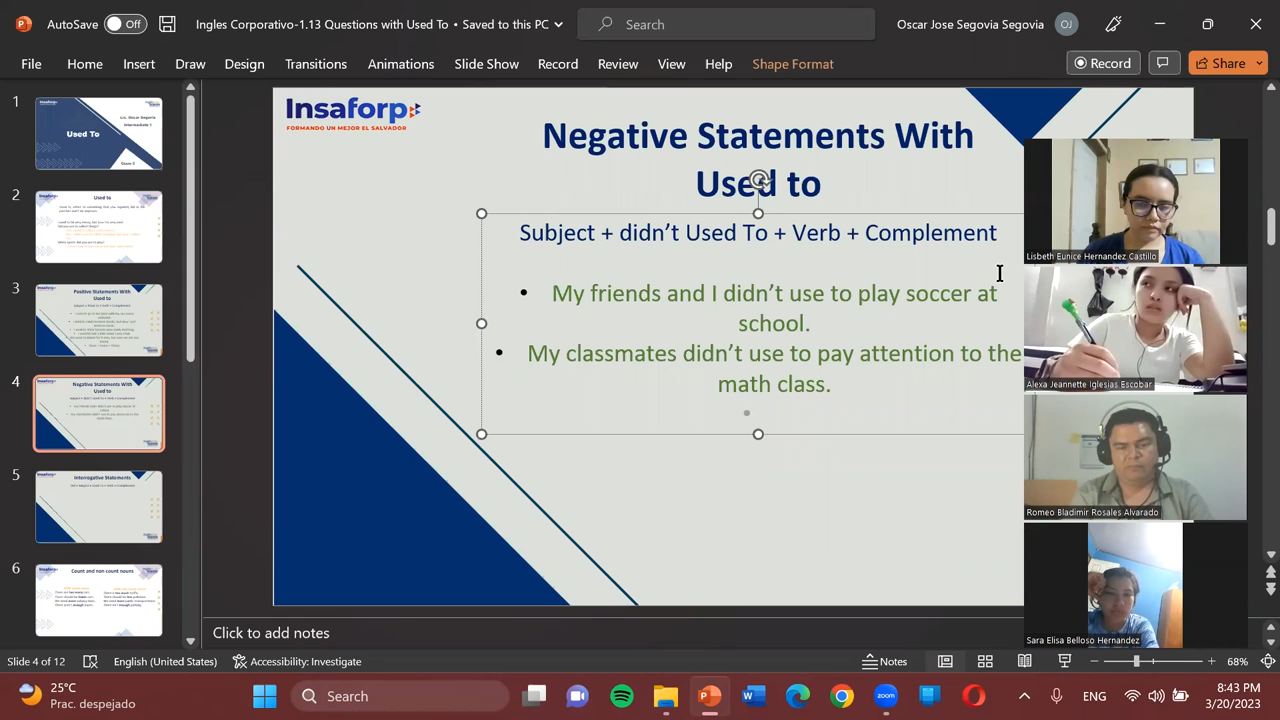 AutoSave Off Ingles Corporativo-1.13 Questions with Used To • Saved to this PC Search Oscar Jose Segovia Segovia OJ
File Home Insert Draw Design Transitions Animations Slide Show Record Review View Help Shape Format Record Share
1
Used To
2
Used to
3
Positive Statements With
Used to
4
Negative Statements With
Used to
5
Interrogative Statements
6
Count and non count nouns
Insaforp
FORMANDO UN MEJOR EL SALVADOR
Negative Statements With
Used to
Subject + didn't Used To + Verb + Complement
• My friends and I didn't use to play soccer at
school.
• My classmates didn't use to pay attention to the
math class.
Lisbeth Eunice Hernandez Castillo
Alexa Jeannette Iglesias Escobar
Romeo Bladimir Rosales Alvarado
Sara Elisa Belloso Hernandez
Click to add notes
Slide 4 of 12 English (United States) Accessibility: Investigate Notes 68%
25°C
Prac. despejado
Search
ENG
8:43 PM
3/20/2023